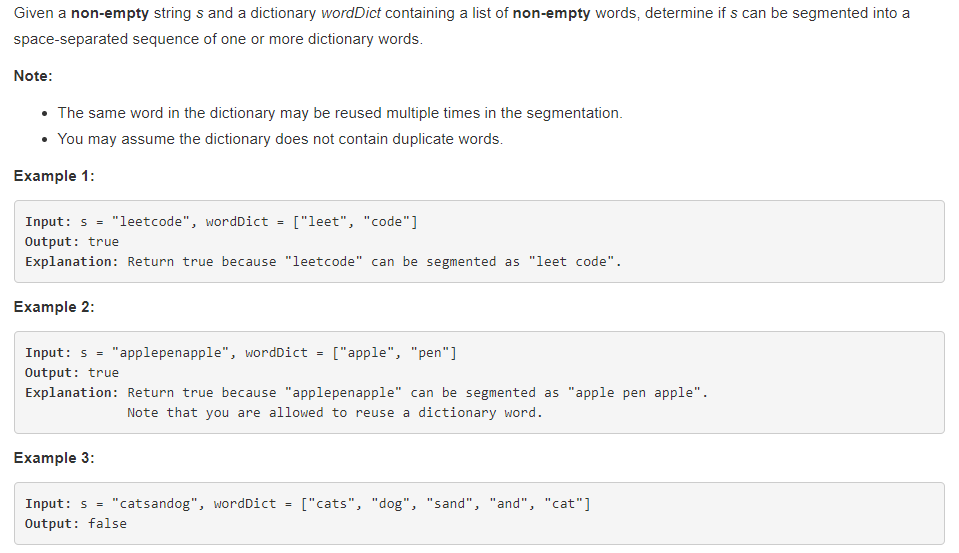 Given a non-empty string s and a dictionary wordDict containing a list of non-empty words, determine if s can be segmented into a
space-separated sequence of one or more dictionary words.
Note:
• The same word in the dictionary may be reused multiple times in the segmentation.
• You may assume the dictionary does not contain duplicate words.
Example 1:
Input: s = "leetcode", wordDict = ["leet", "code"]
Output: true
Explanation: Return true because "leetcode" can be segmented as "leet code".
Example 2:
Input: s = "applepenapple", wordDict = ["apple", "pen"]
Output: true
Explanation: Return true because "applepenapple" can be segmented as "apple pen apple".
Note that you are allowed to reuse a dictionary word.
Example 3:
Input: s = "catsandog", wordDict = ["cats", "dog", "sand", "and", "cat"]
Output: false